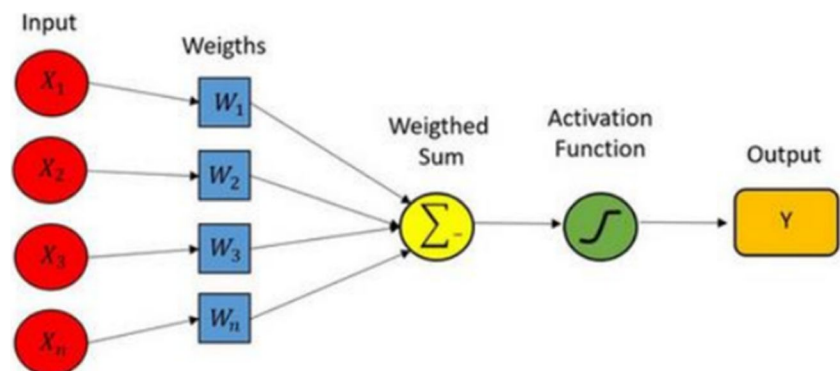 Input
Weigths
X₁
W₁
X₂
W₂
X₃
W₃
Xₙ
Wₙ
Weigthed
Sum
∑
Activation
Function
Output
Y